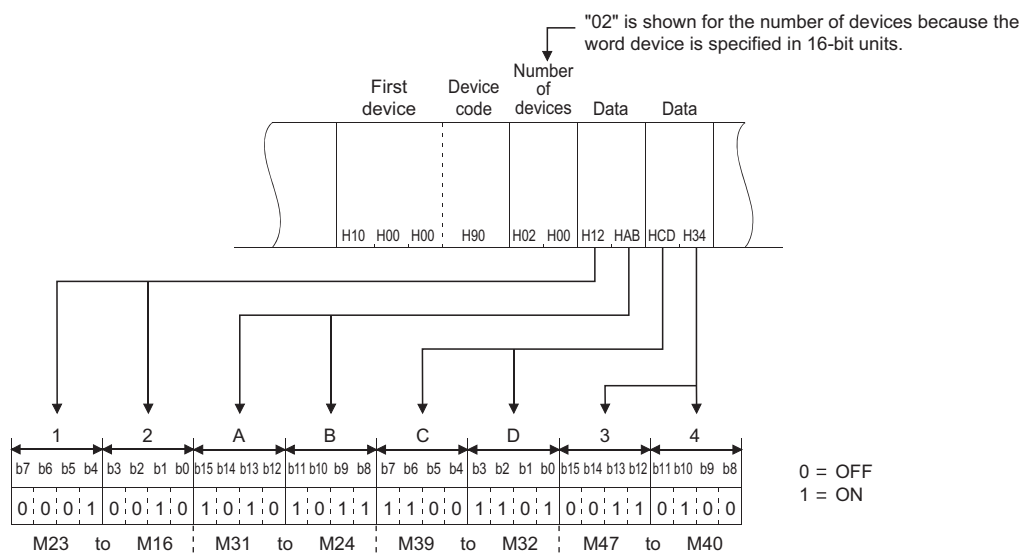 "02" is shown for the number of devices because the
word device is specified in 16-bit units.
Number
First Device of
device code devices Data Data
H10 H00 H00 H90 H02 H00 H12 HAB HCD H34
1 2 A B C D 3 4
b7 b6 b5 b4 b3 b2 b1 b0 b15 b14 b13 b12 b11 b10 b9 b8 b7 b6 b5 b4 b3 b2 b1 b0 b15 b14 b13 b12 b11 b10 b9 b8
0 = OFF
1 = ON
0 0 0 1 0 0 1 0 1 0 1 0 1 0 1 1 1 1 0 0 1 1 0 1 0 0 1 1 0 1 0 0
M23 to M16 M31 to M24 M39 to M32 M47 to M40